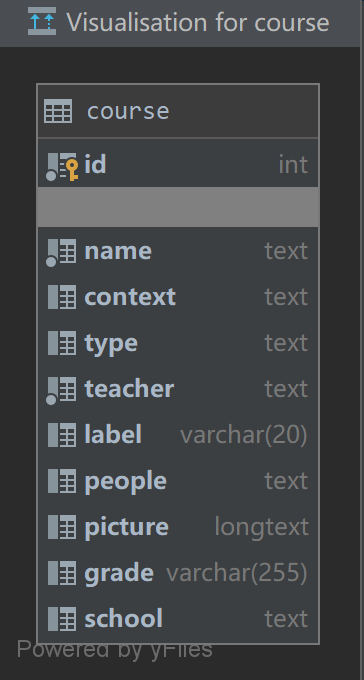 Visualisation for course
course
id int
name text
context text
type text
teacher text
label varchar(20)
people text
picture longtext
grade varchar(255)
school text
Powered by yFiles